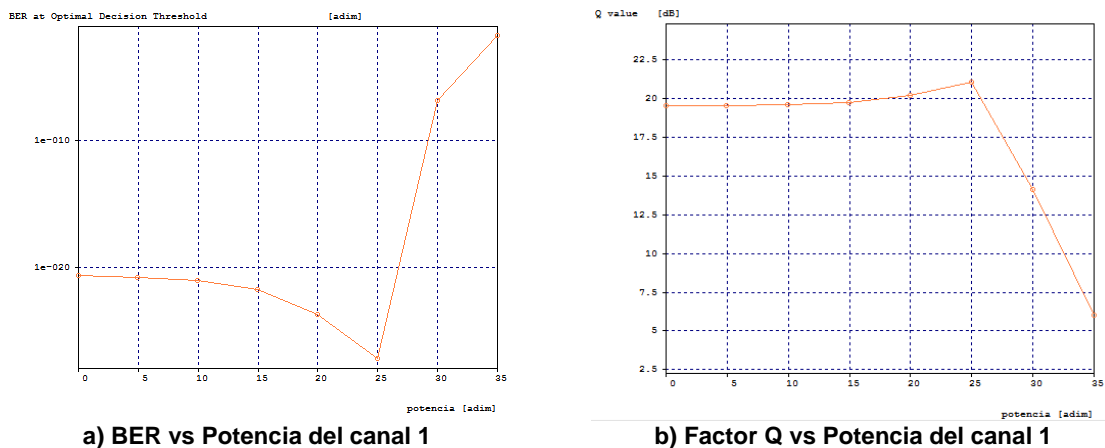 BER at Optimal Decision Threshold [adim]
1e-010
1e-020
0 5 10 15 20 25 30 35
potencia [adim]
a) BER vs Potencia del canal 1
Q value [dB]
22.5
20
17.5
15
12.5
10
7.5
5
2.5
0 5 10 15 20 25 30 35
potencia [adim]
b) Factor Q vs Potencia del canal 1